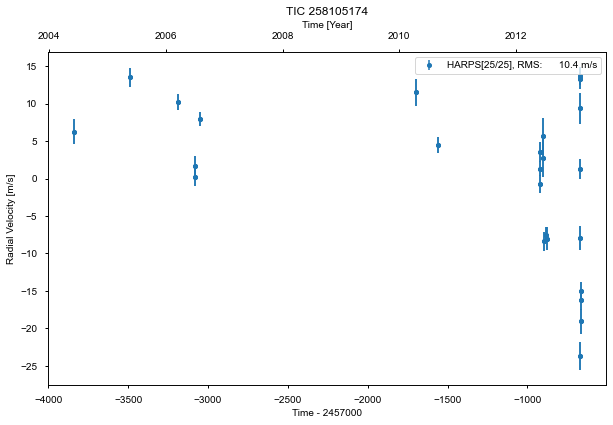 TIC 258105174
Time [Year]
2004 2006 2008 2010 2012
HARPS[25/25], RMS: 10.4 m/s
15
10
5
0
−5
−10
−15
−20
−25
Radial Velocity [m/s]
−4000 −3500 −3000 −2500 −2000 −1500 −1000
Time - 2457000